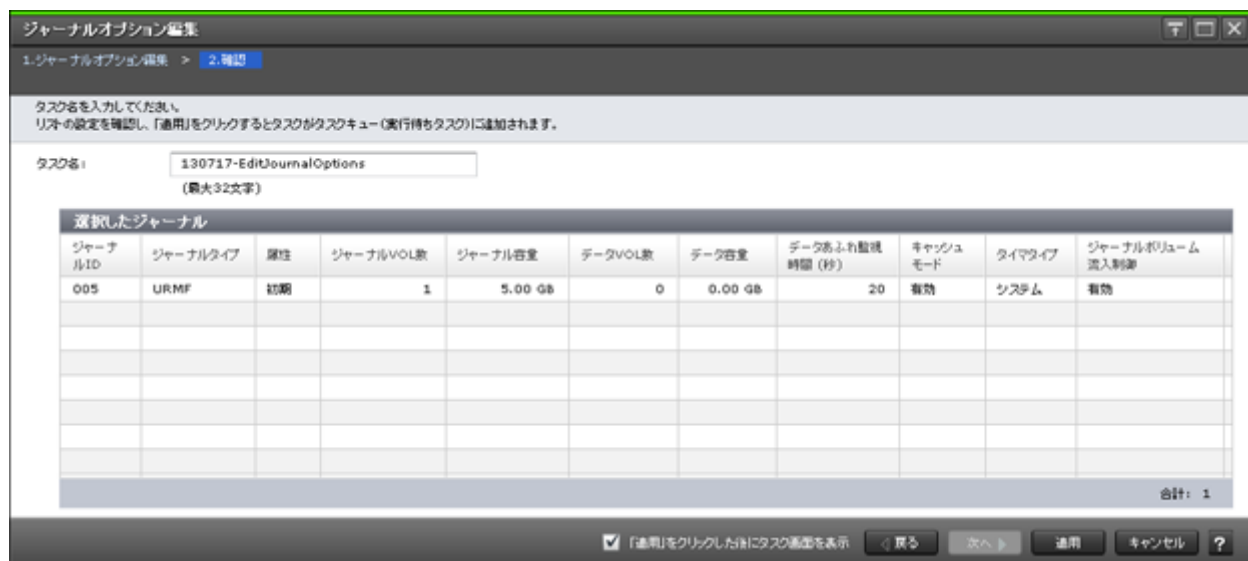 ジャーナルオプション編集
1.ジャーナルオプション編集 > 2.確認
タスク名を入力してください。
リストの設定を確認し、「適用」をクリックするとタスクがタスクキュー(実行待ちタスク)に追加されます。
タスク名: 130717-EditJournalOptions
(最大32文字)
選択したジャーナル
ジャーナルID ジャーナルタイプ 属性 ジャーナルVOL数 ジャーナル容量 データVOL数 データ容量 データあふれ監視時間 (秒) キャッシュモード タイマタイプ ジャーナルボリューム流入制御
005 URMF 初期 1 5.00 GB 0 0.00 GB 20 有効 システム 有効
合計: 1
「適用」をクリックした後にタスク画面を表示 戻る 次へ 適用 キャンセル ?